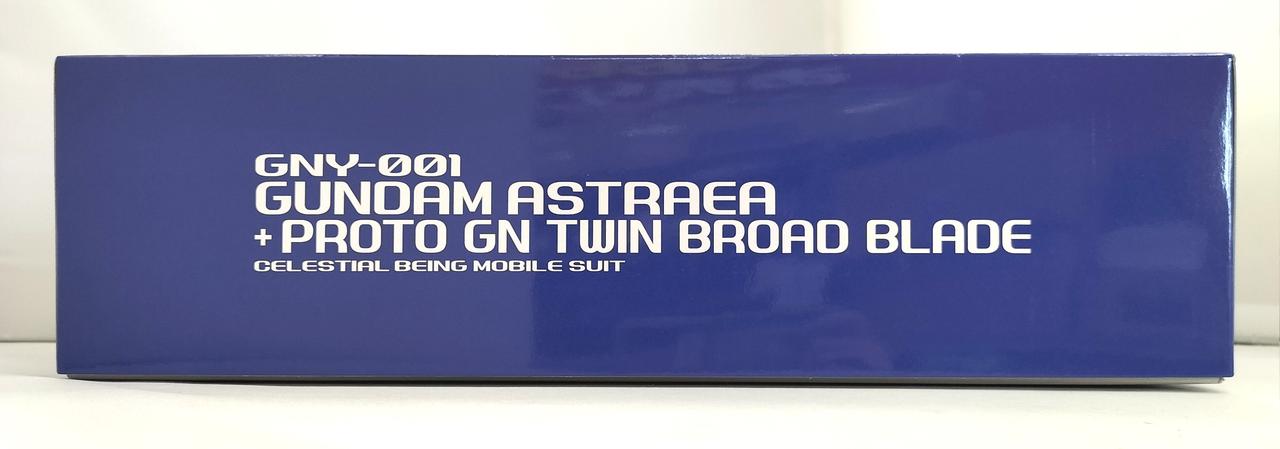 GNY-001
GUNDAM ASTRAEA
+PROTO GN TWIN BROAD BLADE
CELESTIAL BEING MOBILE SUIT